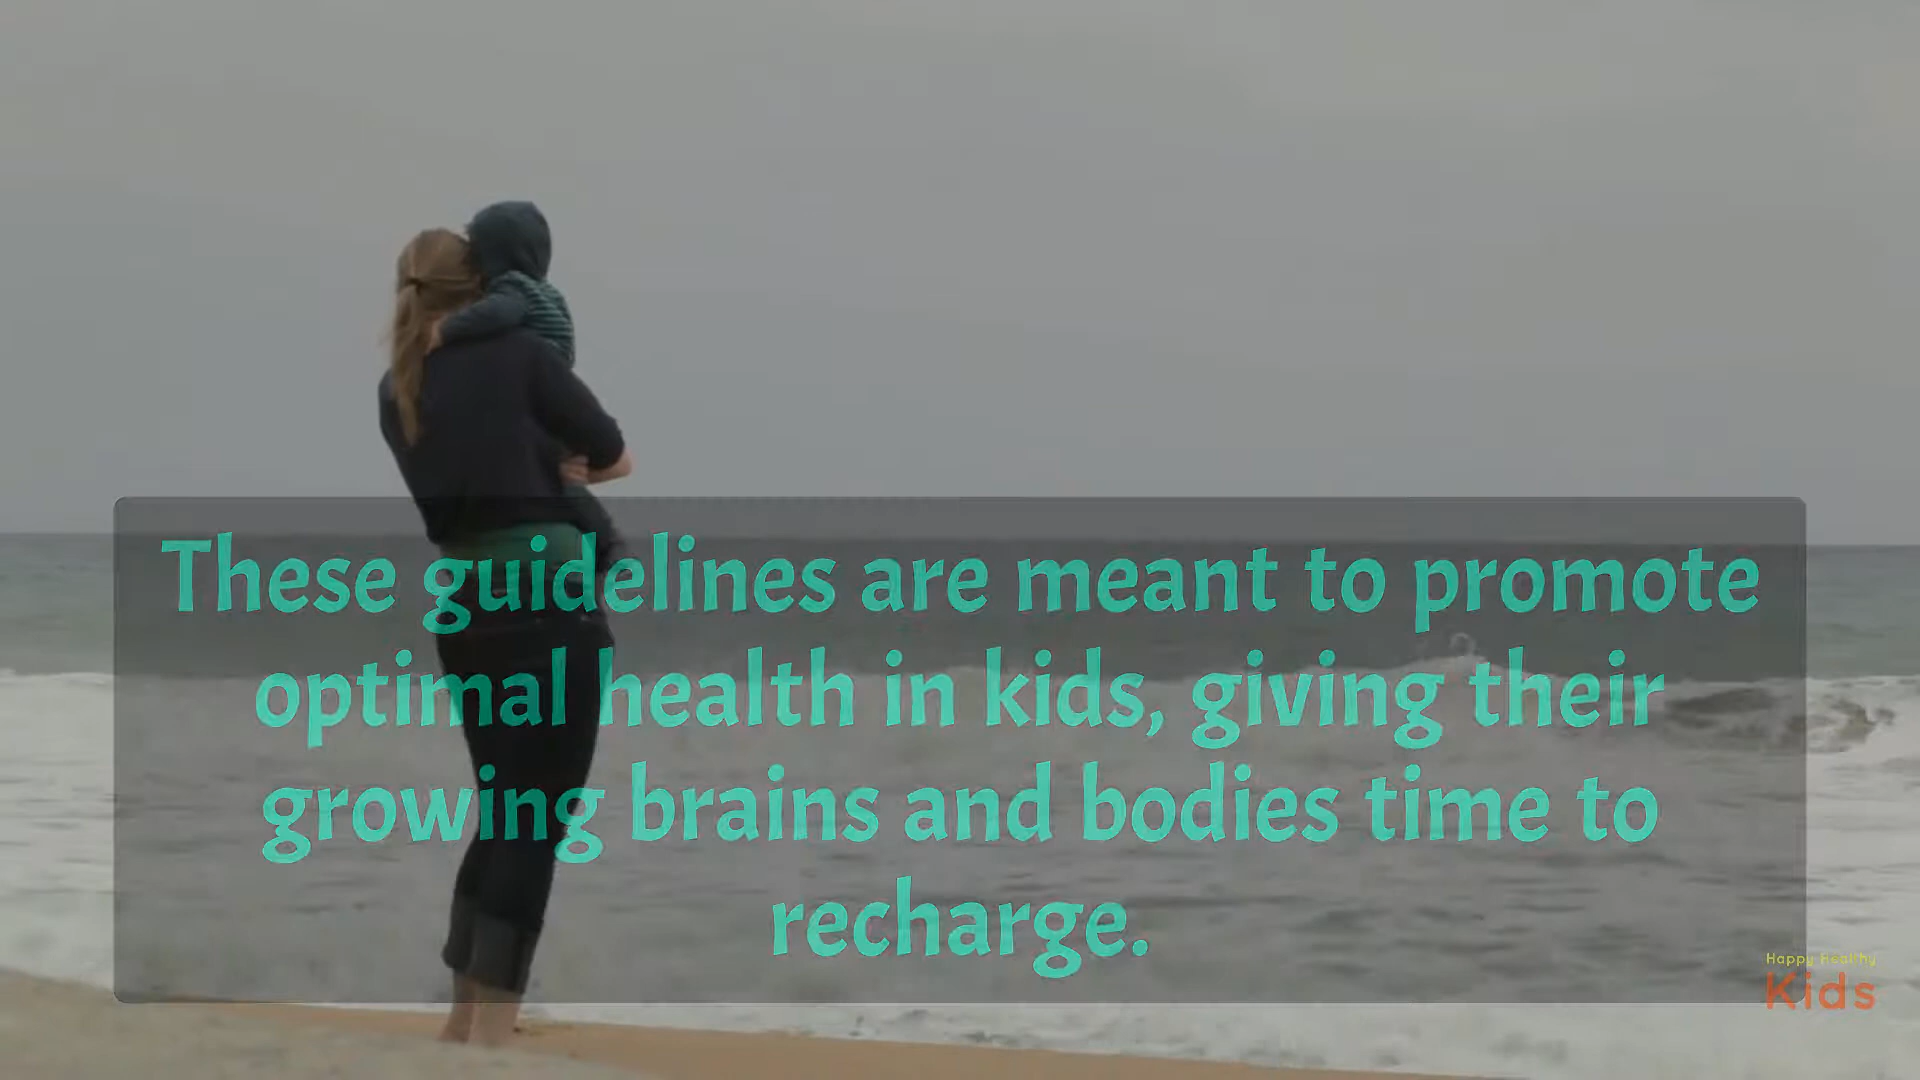 These guidelines are meant to promote
optimal health in kids, giving their
growing brains and bodies time to
recharge.
Happy Healthy
Kids